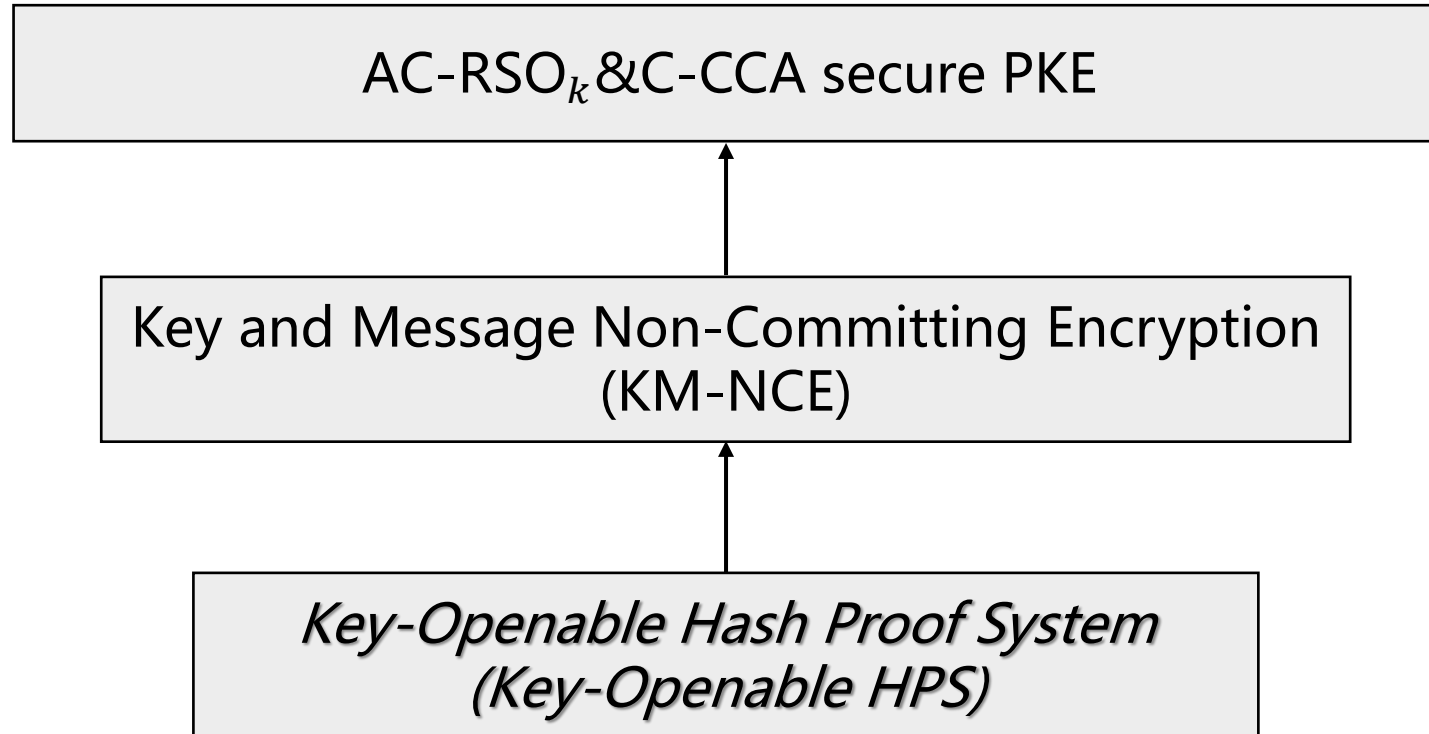 AC-RSOₖ&C-CCA secure PKE
Key and Message Non-Committing Encryption
(KM-NCE)
Key-Openable Hash Proof System
(Key-Openable HPS)